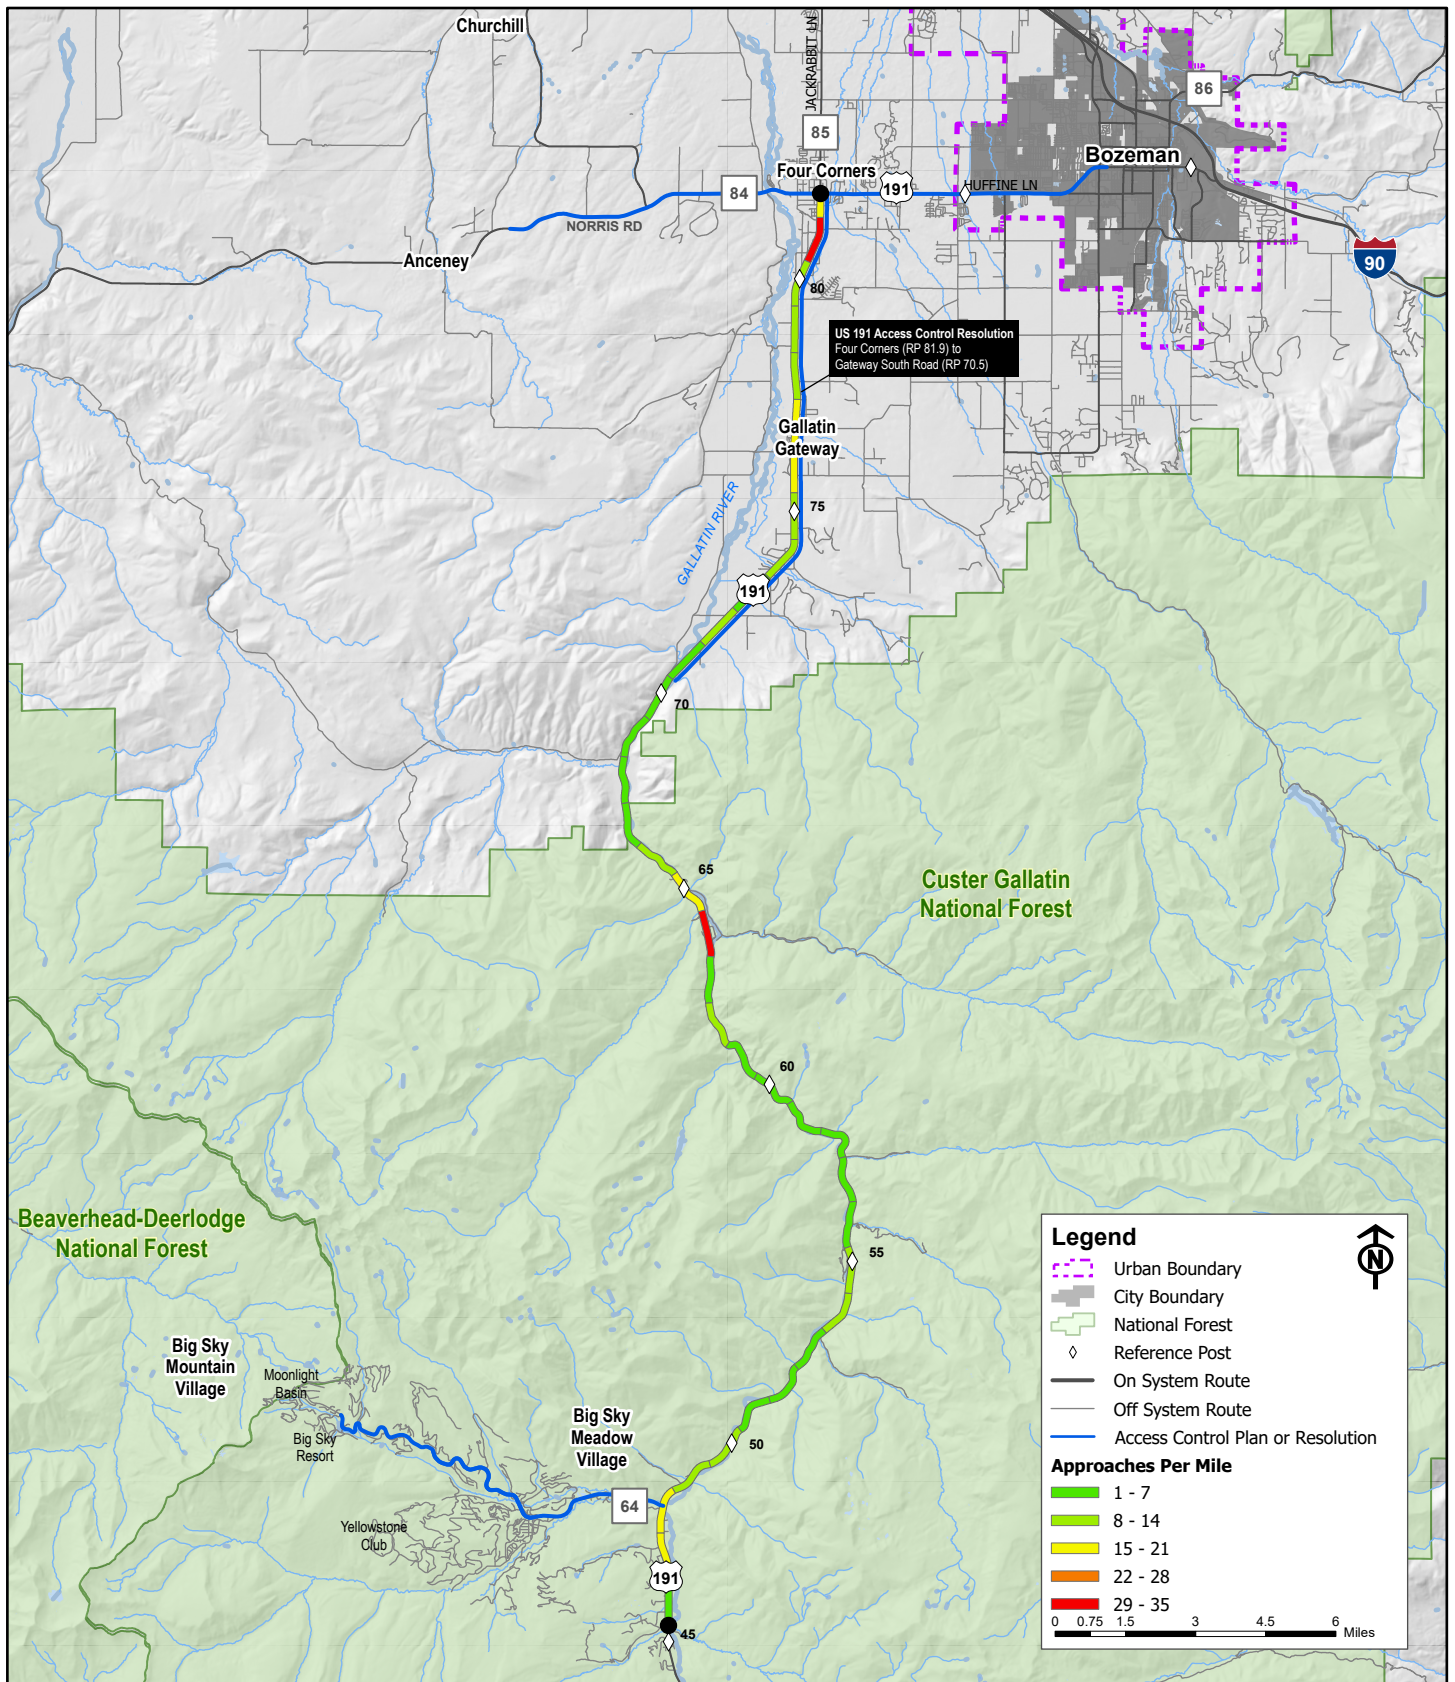 Churchill
JACKRABBIT LN
86
85
Bozeman
Four Corners
191
HUFFINE LN
84
NORRIS RD
Anceney
90
80
US 191 Access Control Resolution
Four Corners (RP 81.9) to
Gateway South Road (RP 70.5)
Gallatin
Gateway
75
GALLATIN RIVER
191
70
65
Custer Gallatin
National Forest
60
Beaverhead-Deerlodge
National Forest
55
Big Sky
Mountain
Village
Moonlight
Basin
Big Sky
Resort
Big Sky
Meadow
Village
50
64
Yellowstone
Club
191
45
Legend
N
Urban Boundary
City Boundary
National Forest
Reference Post
On System Route
Off System Route
Access Control Plan or Resolution
Approaches Per Mile
1 - 7
8 - 14
15 - 21
22 - 28
29 - 35
0 0.75 1.5 3 4.5 6
Miles